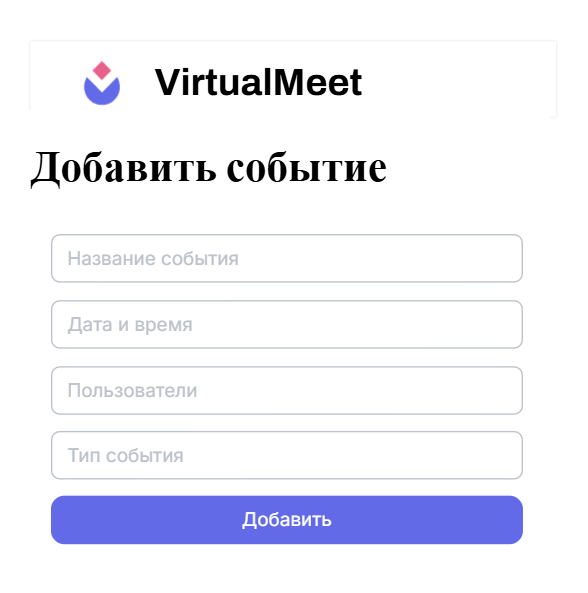 VirtualMeet
Добавить событие
Название события
Дата и время
Пользователи
Тип события
Добавить